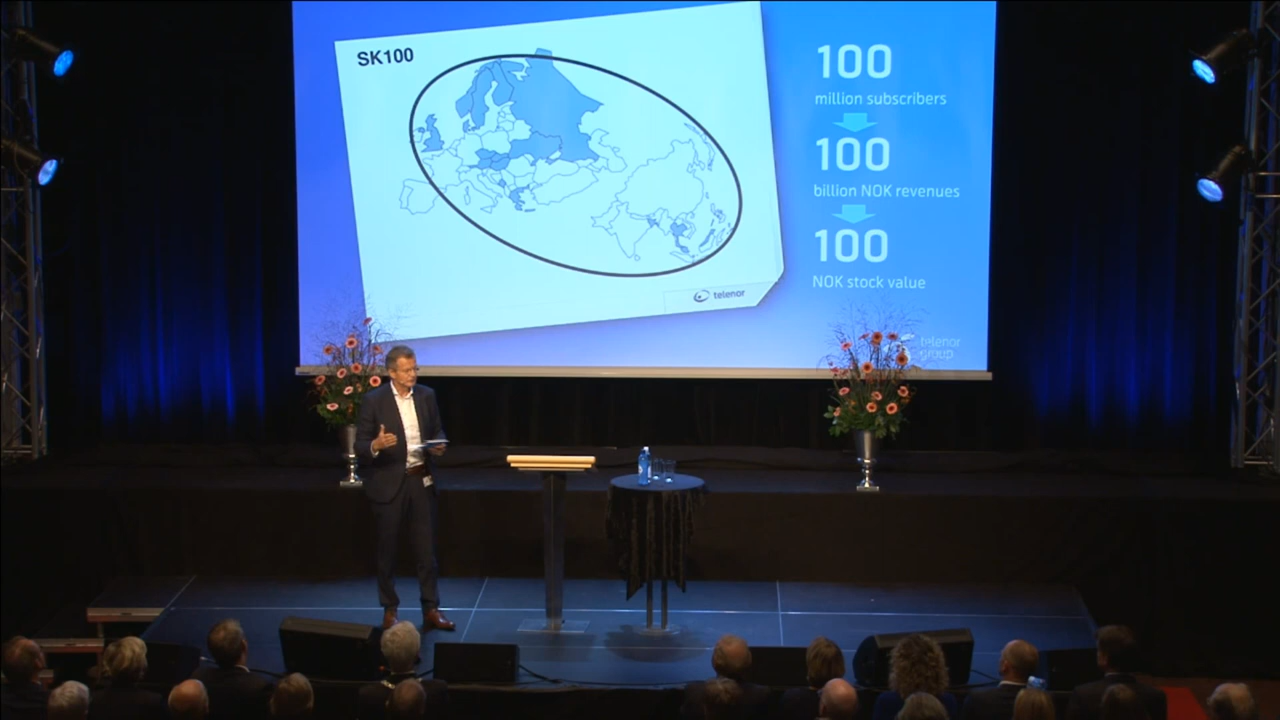 SK100
100
million subscribers
100
billion NOK revenues
100
NOK stock value
telenor
telenor
group